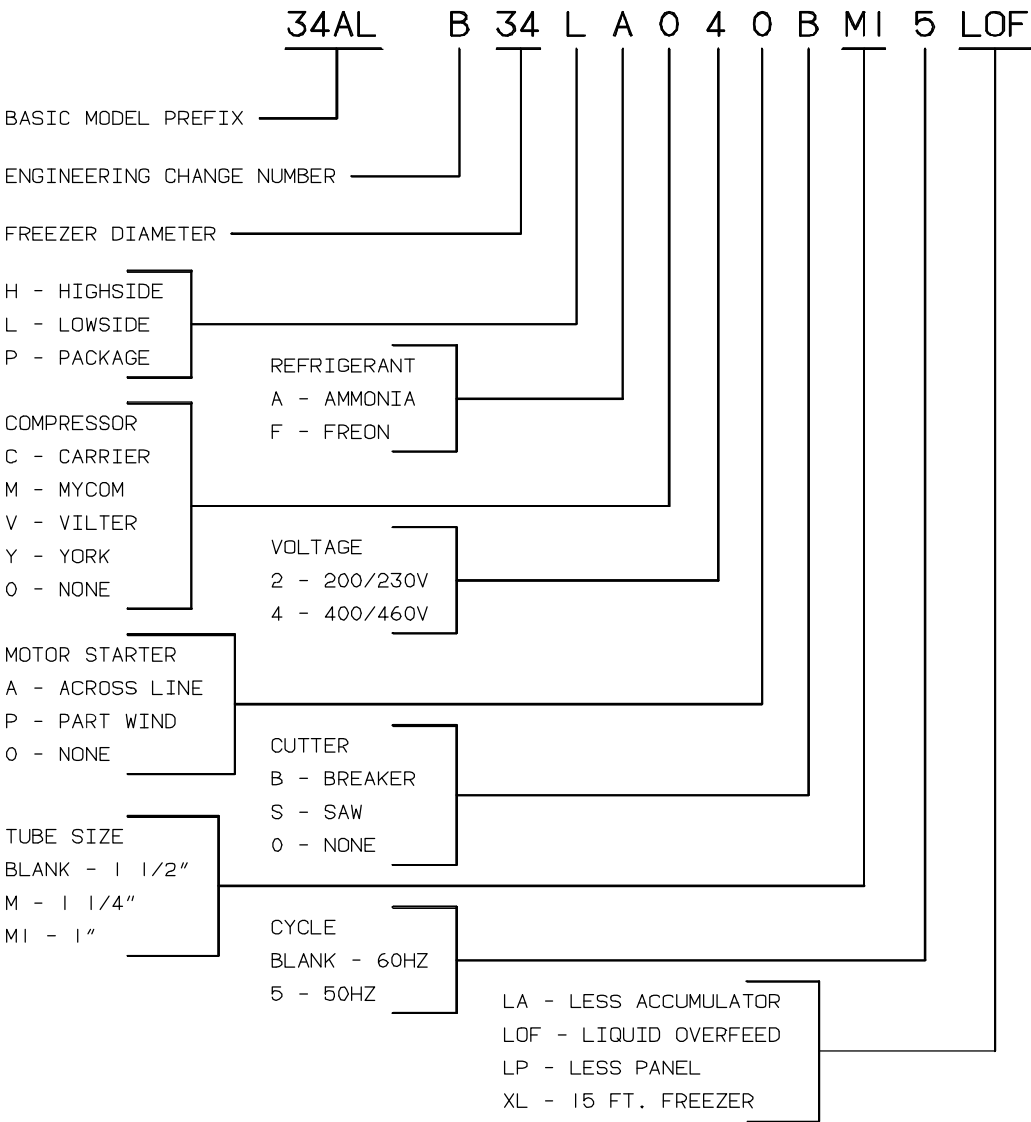 34AL B 34 L A 0 4 0 B M1 5 LOF
BASIC MODEL PREFIX
ENGINEERING CHANGE NUMBER
FREEZER DIAMETER
H - HIGHSIDE
L - LOWSIDE
P - PACKAGE
REFRIGERANT
A - AMMONIA
F - FREON
COMPRESSOR
C - CARRIER
M - MYCOM
V - VILTER
Y - YORK
0 - NONE
VOLTAGE
2 - 200/230V
4 - 400/460V
MOTOR STARTER
A - ACROSS LINE
P - PART WIND
0 - NONE
CUTTER
B - BREAKER
S - SAW
0 - NONE
TUBE SIZE
BLANK - 1 1/2"
M - 1 1/4"
M1 - 1"
CYCLE
BLANK - 60HZ
5 - 50HZ
LA - LESS ACCUMULATOR
LOF - LIQUID OVERFEED
LP - LESS PANEL
XL - 15 FT. FREEZER